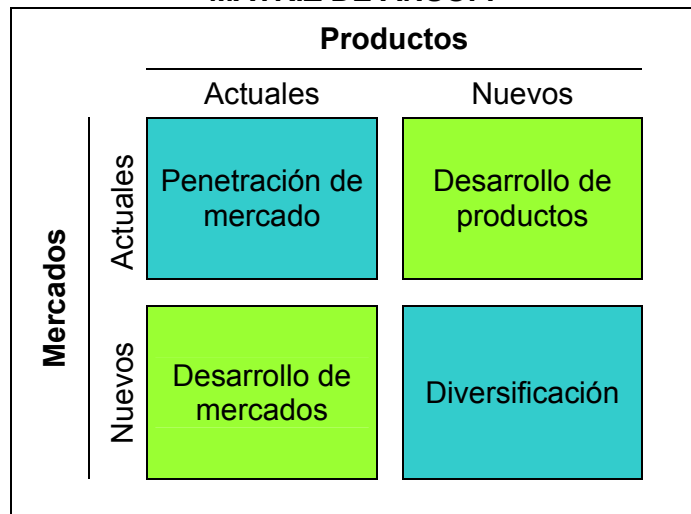 Productos
Actuales
Nuevos
Mercados
Actuales
Penetración de
mercado
Desarrollo de
productos
Nuevos
Desarrollo de
mercados
Diversificación